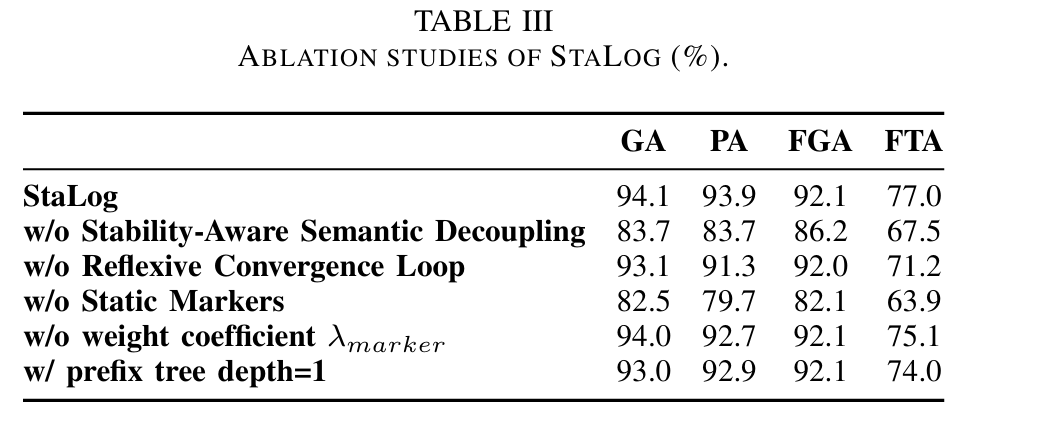 TABLE III
ABLATION STUDIES OF STALOG (%).
GA PA FGA FTA
StaLog 94.1 93.9 92.1 77.0
w/o Stability-Aware Semantic Decoupling 83.7 83.7 86.2 67.5
w/o Reflexive Convergence Loop 93.1 91.3 92.0 71.2
w/o Static Markers 82.5 79.7 82.1 63.9
w/o weight coefficient λmarker 94.0 92.7 92.1 75.1
w/ prefix tree depth=1 93.0 92.9 92.1 74.0